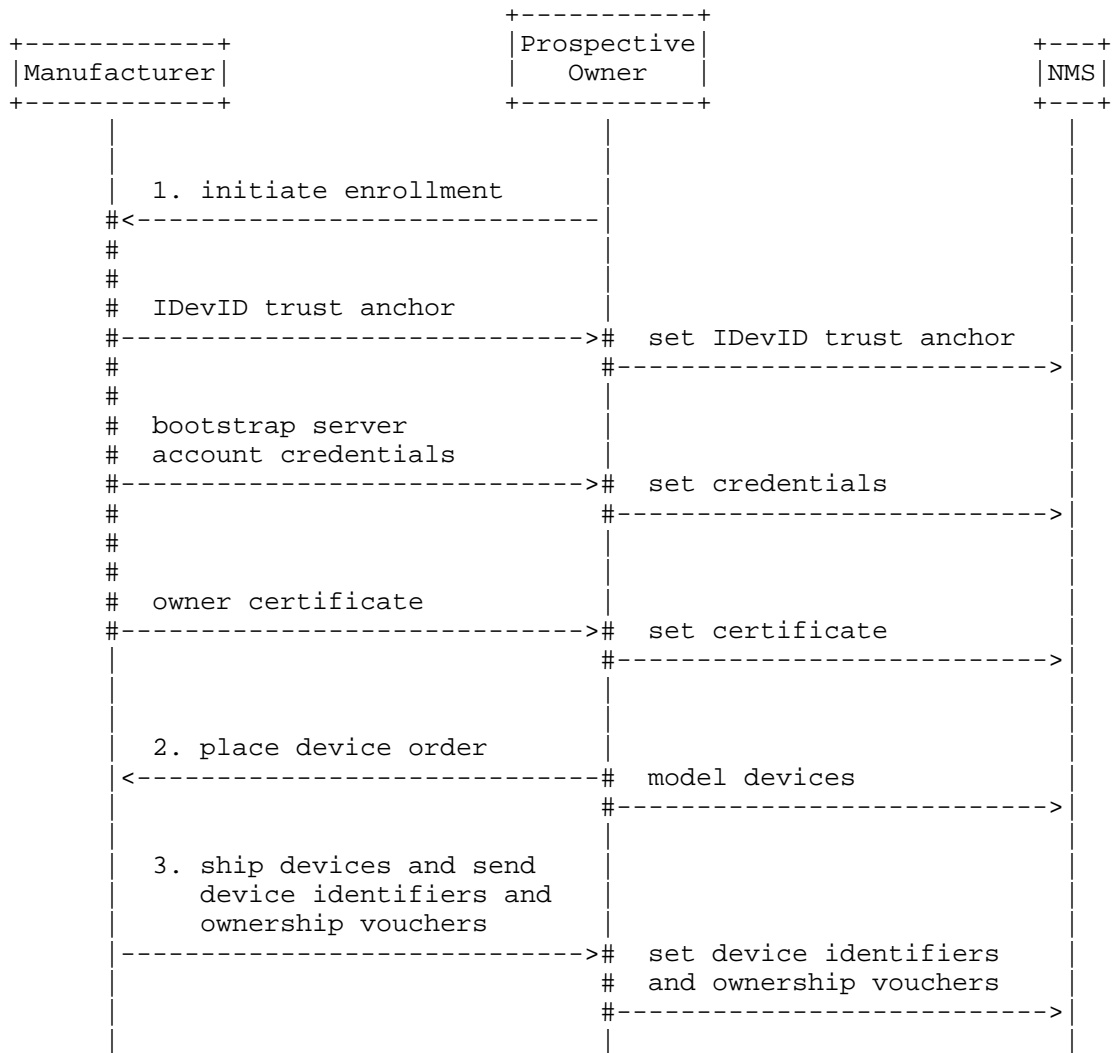 Prospective
Manufacturer Owner NMS
1. initiate enrollment
IDevID trust anchor
set IDevID trust anchor
bootstrap server
account credentials
set credentials
owner certificate
set certificate
2. place device order
model devices
3. ship devices and send
device identifiers and
ownership vouchers
set device identifiers
and ownership vouchers